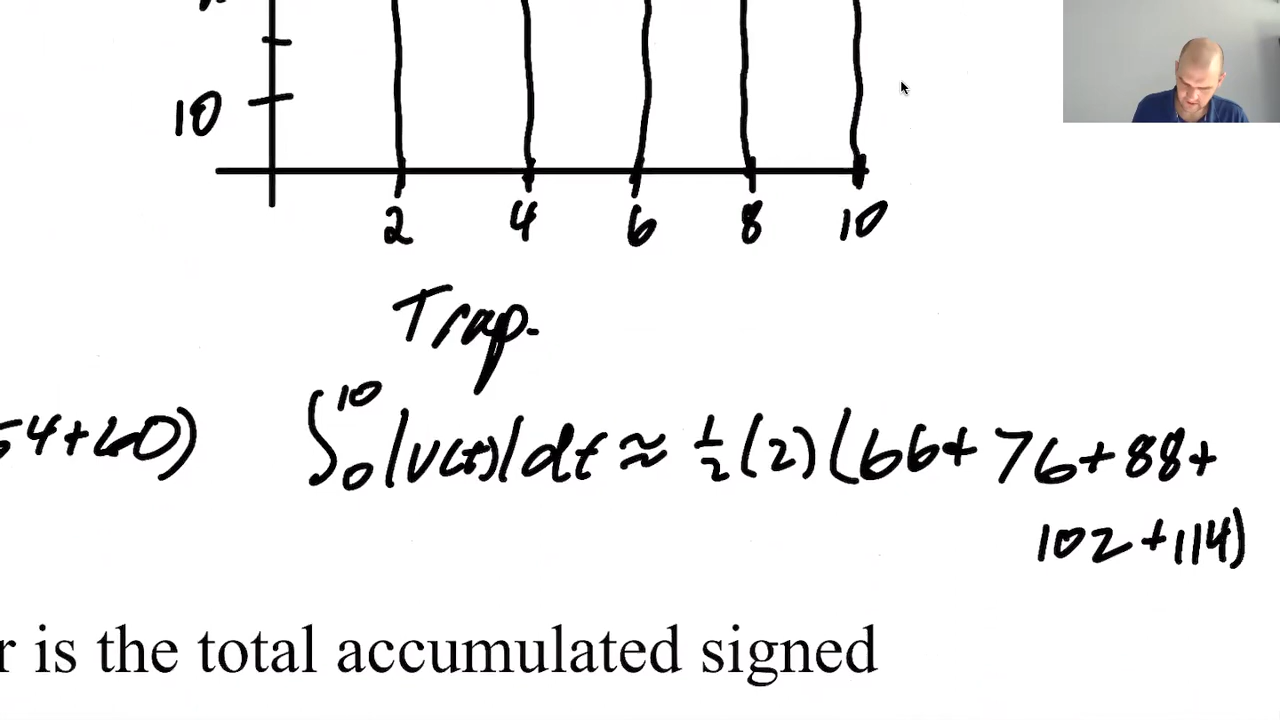 10
2 4 6 8 10
Trap.
54+60) ∫₀¹⁰ |v(t)| dt ≈ 1/2 (2) (66+76+88+
102+114)
r is the total accumulated signed